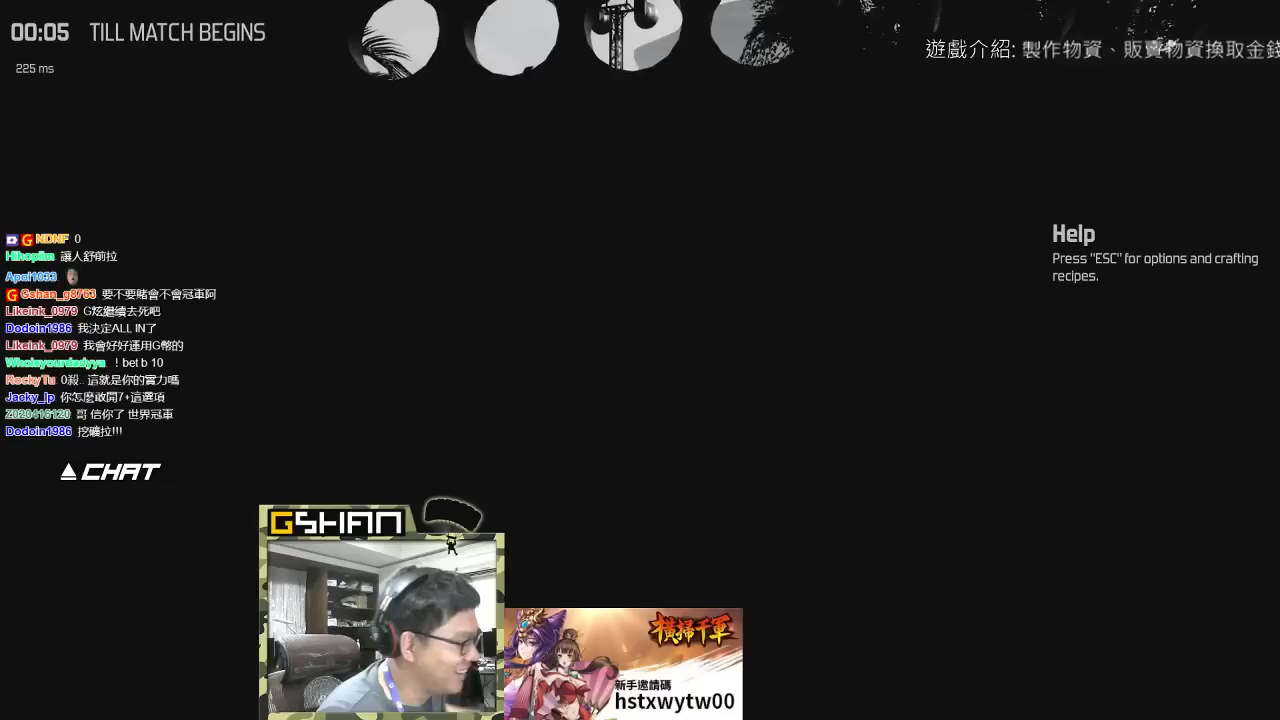 00:05 TILL MATCH BEGINS
225 ms
遊戲介紹: 製作物資、販賣物資換取金錢
NDNF 0
Hihopiim 讓人舒前拉
Apol1033
Gshan_g8763 要不要賭會不會冠軍阿
Likeink_0979 G炫繼續去死吧
Dodoin1986 我決定ALL IN了
Likeink_0979 我會好好運用G幣的
Whoisyourdadyya ！bet b 10
RockyTu 0殺.. 這就是你的實力嗎
Jacky_lp 你怎麼敢開7+這選項
Z020416120 哥 信你了 世界冠軍
Dodoin1986 挖礦拉!!!
CHAT
Help
Press "ESC" for options and crafting
recipes.
GSHAN
橫掃千軍
新手邀請碼
hstxwytw00